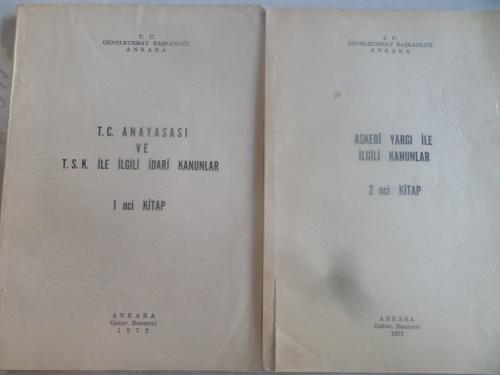 T. C.
GENELKURMAY BAŞKANLIĞI
ANKARA
T.C. ANAYASASI
VE
T.S.K. İLE İLGİLİ İDARİ KANUNLAR
1 nci KİTAP
ANKARA
Gnkur. Basımevi
1972
T. C.
GENELKURMAY BAŞKANLIĞI
ANKARA
ASKERİ YARGI İLE
İLGİLİ KANUNLAR
2 nci KİTAP
ANKARA
Gnkur. Basımevi
1972